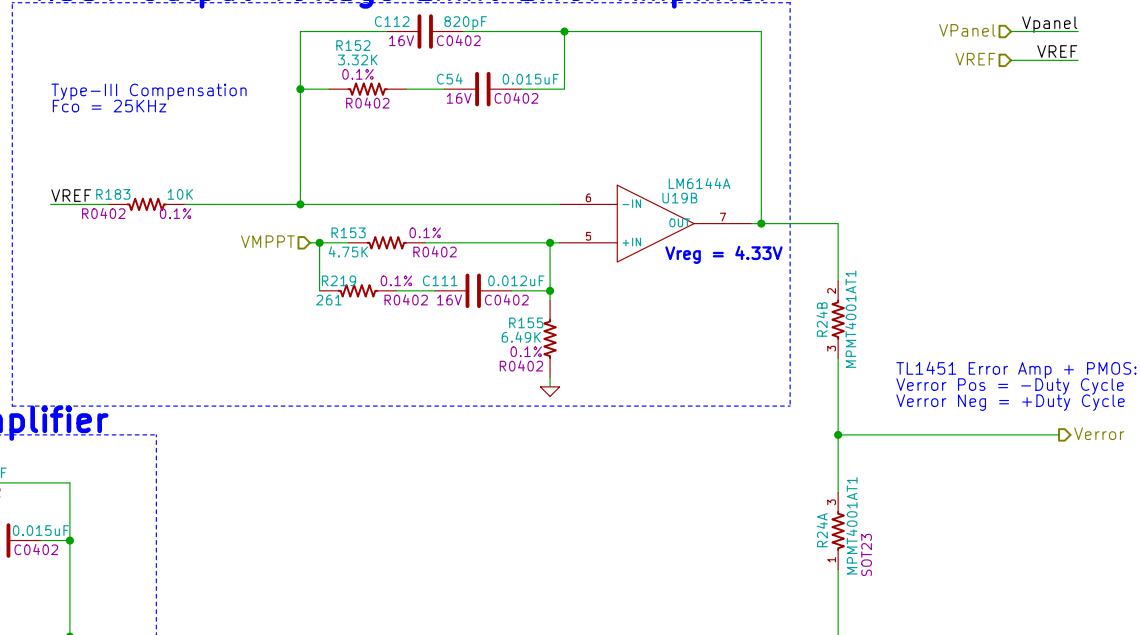 C112 820pF
16V C0402
R152
3.32K
0.1%
R0402
C54 0.015uF
16V C0402
Type-III Compensation
Fco = 25KHz
VREF R183 10K
R0402 0.1%
6
-IN
LM6144A
U19B
OUT
7
5
+IN
Vreg = 4.33V
VMPPT
R153 0.1%
4.75K R0402
R219 0.1%
261 R0402
C111 0.012uF
16V C0402
R155
6.49K
0.1%
R0402
VPanel Vpanel
VREF VREF
2
R24B
MPMT4001AT1
3
TL1451 Error Amp + PMOS:
Verror Pos = -Duty Cycle
Verror Neg = +Duty Cycle
Verror
3
R24A
MPMT4001AT1
SOT23
1
plifier
F
0.015uF
C0402